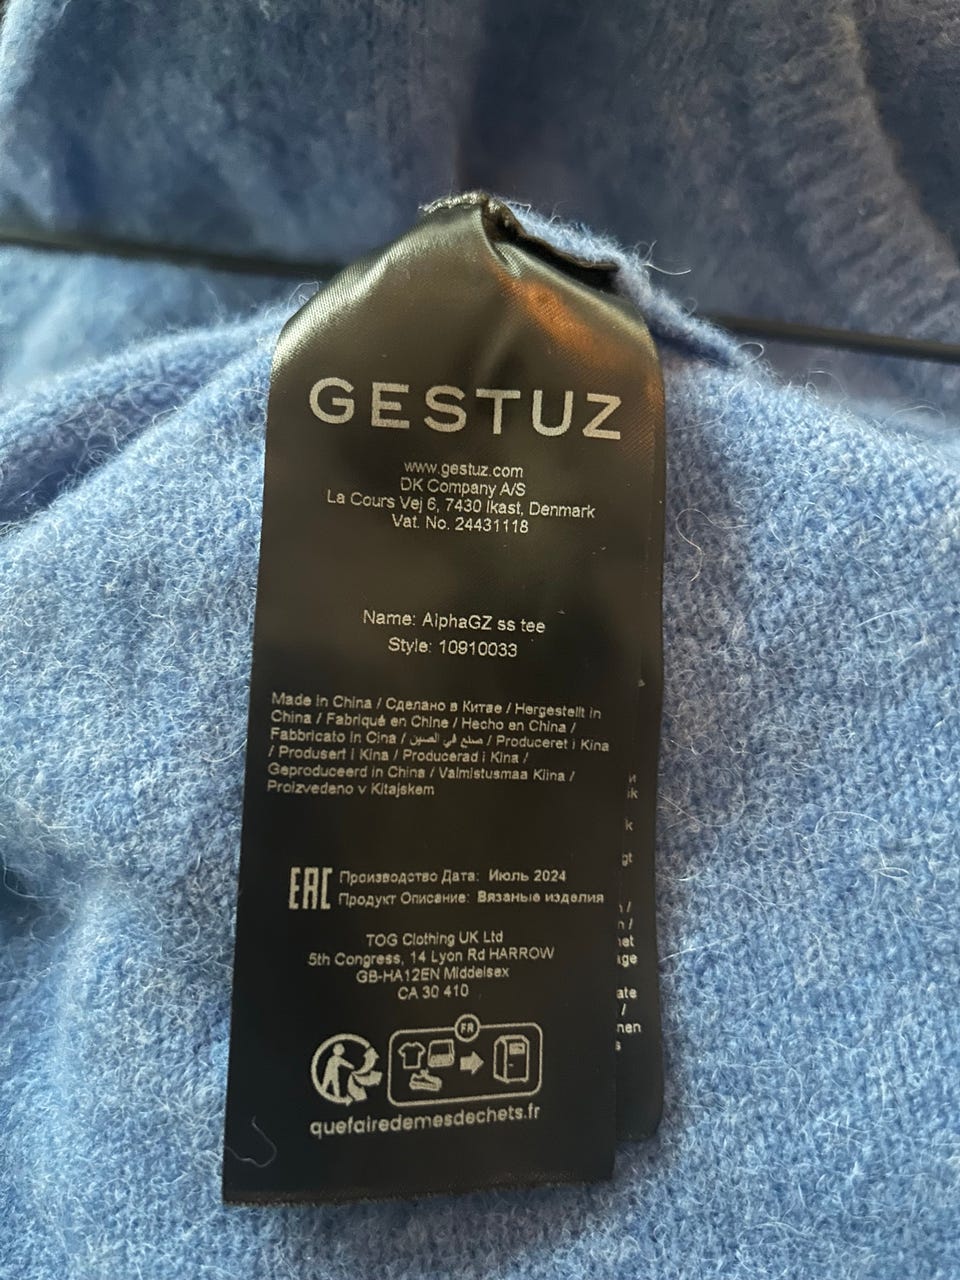 GESTUZ
www.gestuz.com
DK Company A/S
La Cours Vej 6, 7430 Ikast, Denmark
Vat. No. 24431118
Name: AlphaGZ ss tee
Style: 10910033
Made in China / Сделано в Китае / Hergestellt in
China / Fabriqué en Chine / Hecho en China /
Fabbricato in Cina / صنع في الصين / Produceret i Kina
/ Produsert i Kina / Producerad i Kina /
Geproduceerd in China / Valmistusmaa Kiina /
Proizvedeno v Kitajskem
EAC Производство Дата: Июль 2024
Продукт Описание: Вязаные изделия
TOG Clothing UK Ltd
5th Congress, 14 Lyon Rd HARROW
GB-HA12EN Middelsex
CA 30 410
FR
quefairedemesdechets.fr